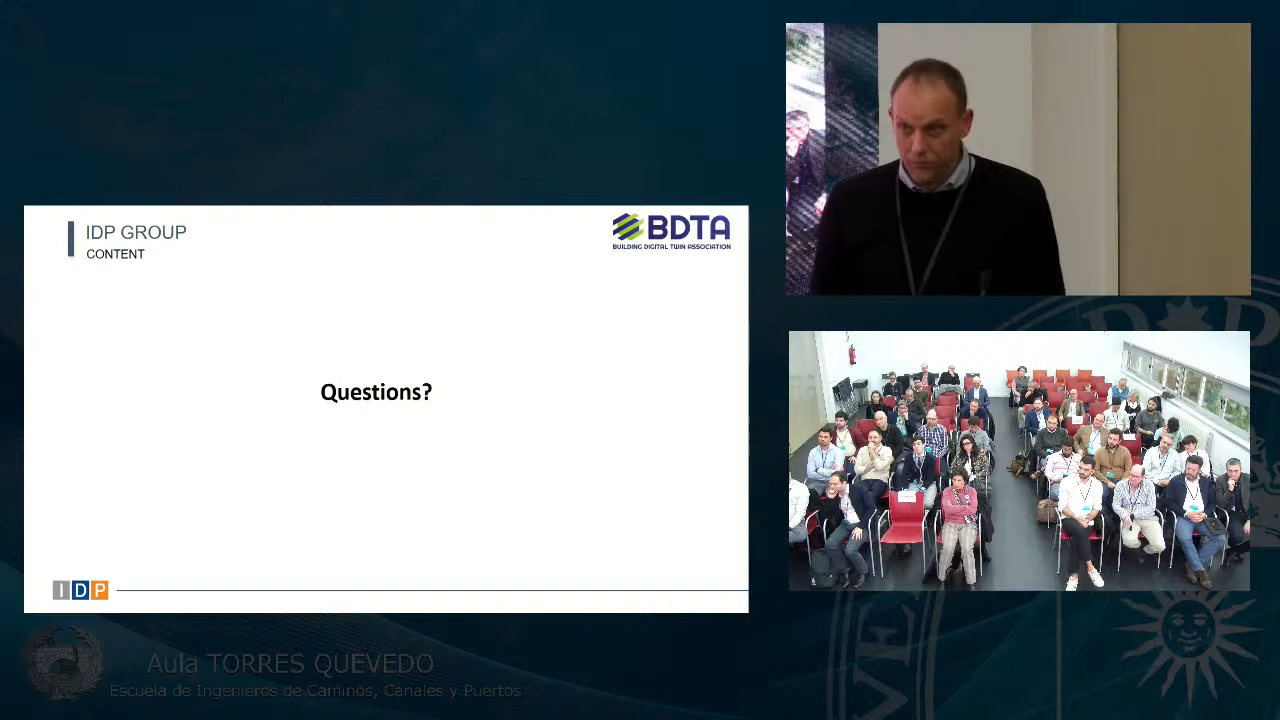 IDP GROUP
CONTENT
BDTA
BUILDING DIGITAL TWIN ASSOCIATION
Questions?
IDP
Aula TORRES QUEVEDO
Escuela de Ingenieros de Caminos, Canales y Puertos